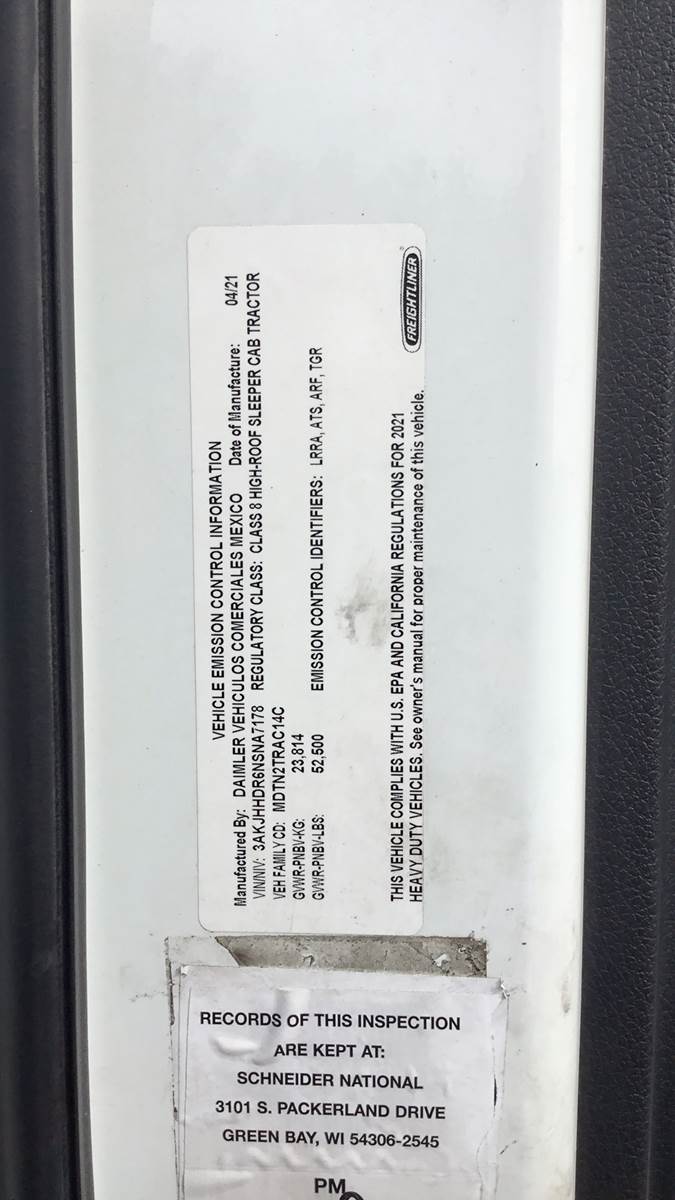 VEHICLE EMISSION CONTROL INFORMATION
Manufactured By: DAIMLER VEHICULOS COMERCIALES MEXICO Date of Manufacture: 04/21
VIN/NIV: 3AKJHHDR6NSNA7178 REGULATORY CLASS: CLASS 8 HIGH-ROOF SLEEPER CAB TRACTOR
VEH FAMILY CD: MDTN2TRAC14C
GVWR-PNBV-KG: 23,814
GVWR-PNBV-LBS: 52,500 EMISSION CONTROL IDENTIFIERS: LRRA, ATS, ARF, TGR
THIS VEHICLE COMPLIES WITH U.S. EPA AND CALIFORNIA REGULATIONS FOR 2021
HEAVY DUTY VEHICLES. See owner's manual for proper maintenance of this vehicle.
FREIGHTLINER
RECORDS OF THIS INSPECTION
ARE KEPT AT:
SCHNEIDER NATIONAL
3101 S. PACKERLAND DRIVE
GREEN BAY, WI 54306-2545
PM